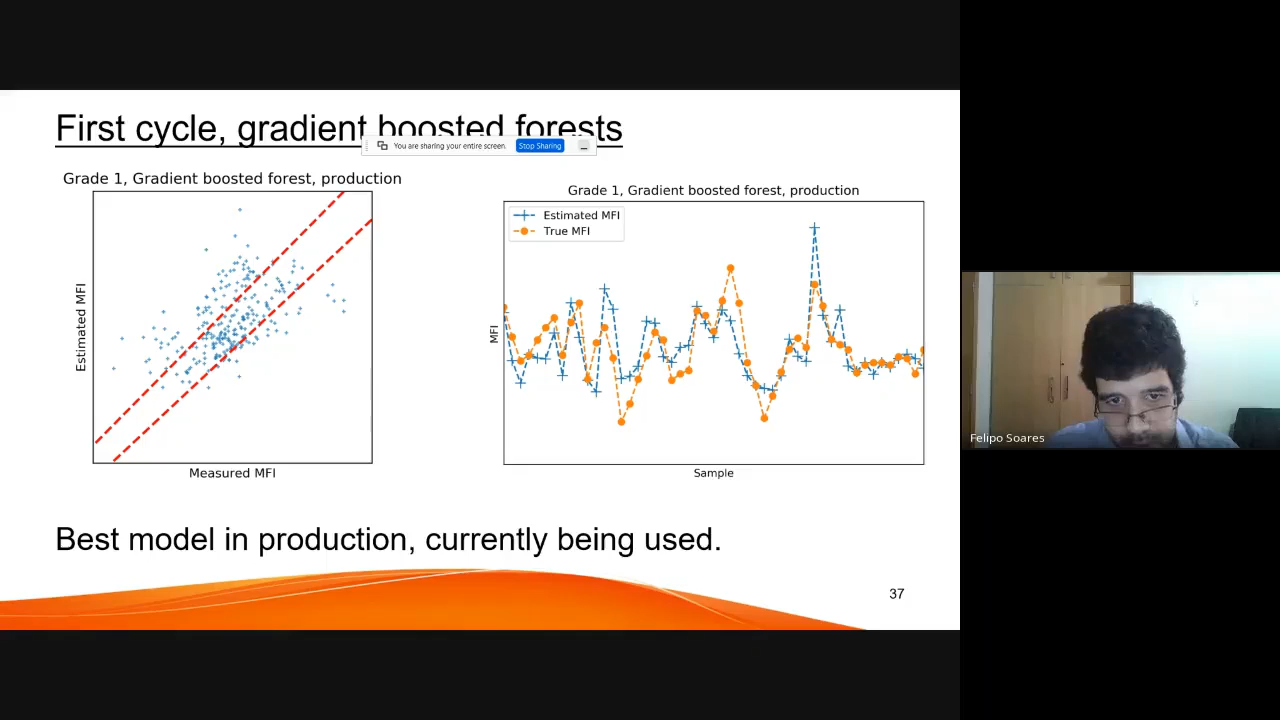 First cycle, gradient boosted forests
You are sharing your entire screen. Stop Sharing
Grade 1, Gradient boosted forest, production
Estimated MFI
Measured MFI
Grade 1, Gradient boosted forest, production
Estimated MFI
True MFI
MFI
Sample
Felipo Soares
Best model in production, currently being used.
37